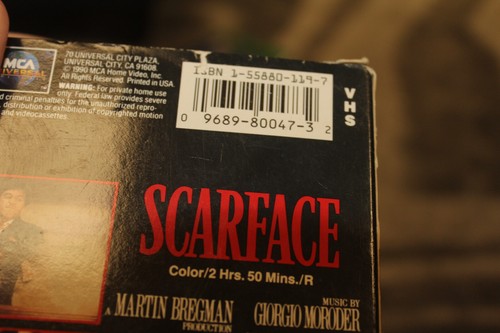 MCA
UNIVERSAL
70 UNIVERSAL CITY PLAZA,
UNIVERSAL CITY, CA 91608.
© 1990 MCA Home Video, Inc.
All Rights Reserved. Printed in USA.
WARNING: For private home use
only. Federal law provides severe
d criminal penalties for the unauthorized repro-
distribution or exhibition of copyrighted motion
and videocassettes.
ISBN 1-55880-119-7
0 9689-80047-3 2
VHS
SCARFACE
Color/2 Hrs. 50 Mins./R
A MARTIN BREGMAN
PRODUCTION
MUSIC BY
GIORGIO MORODER